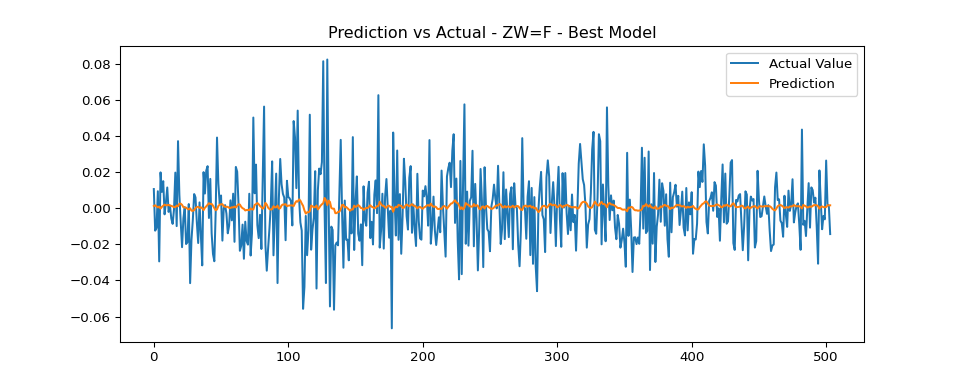 Prediction vs Actual - ZW=F - Best Model
Actual Value
Prediction
0.08
0.06
0.04
0.02
0.00
−0.02
−0.04
−0.06
0 100 200 300 400 500